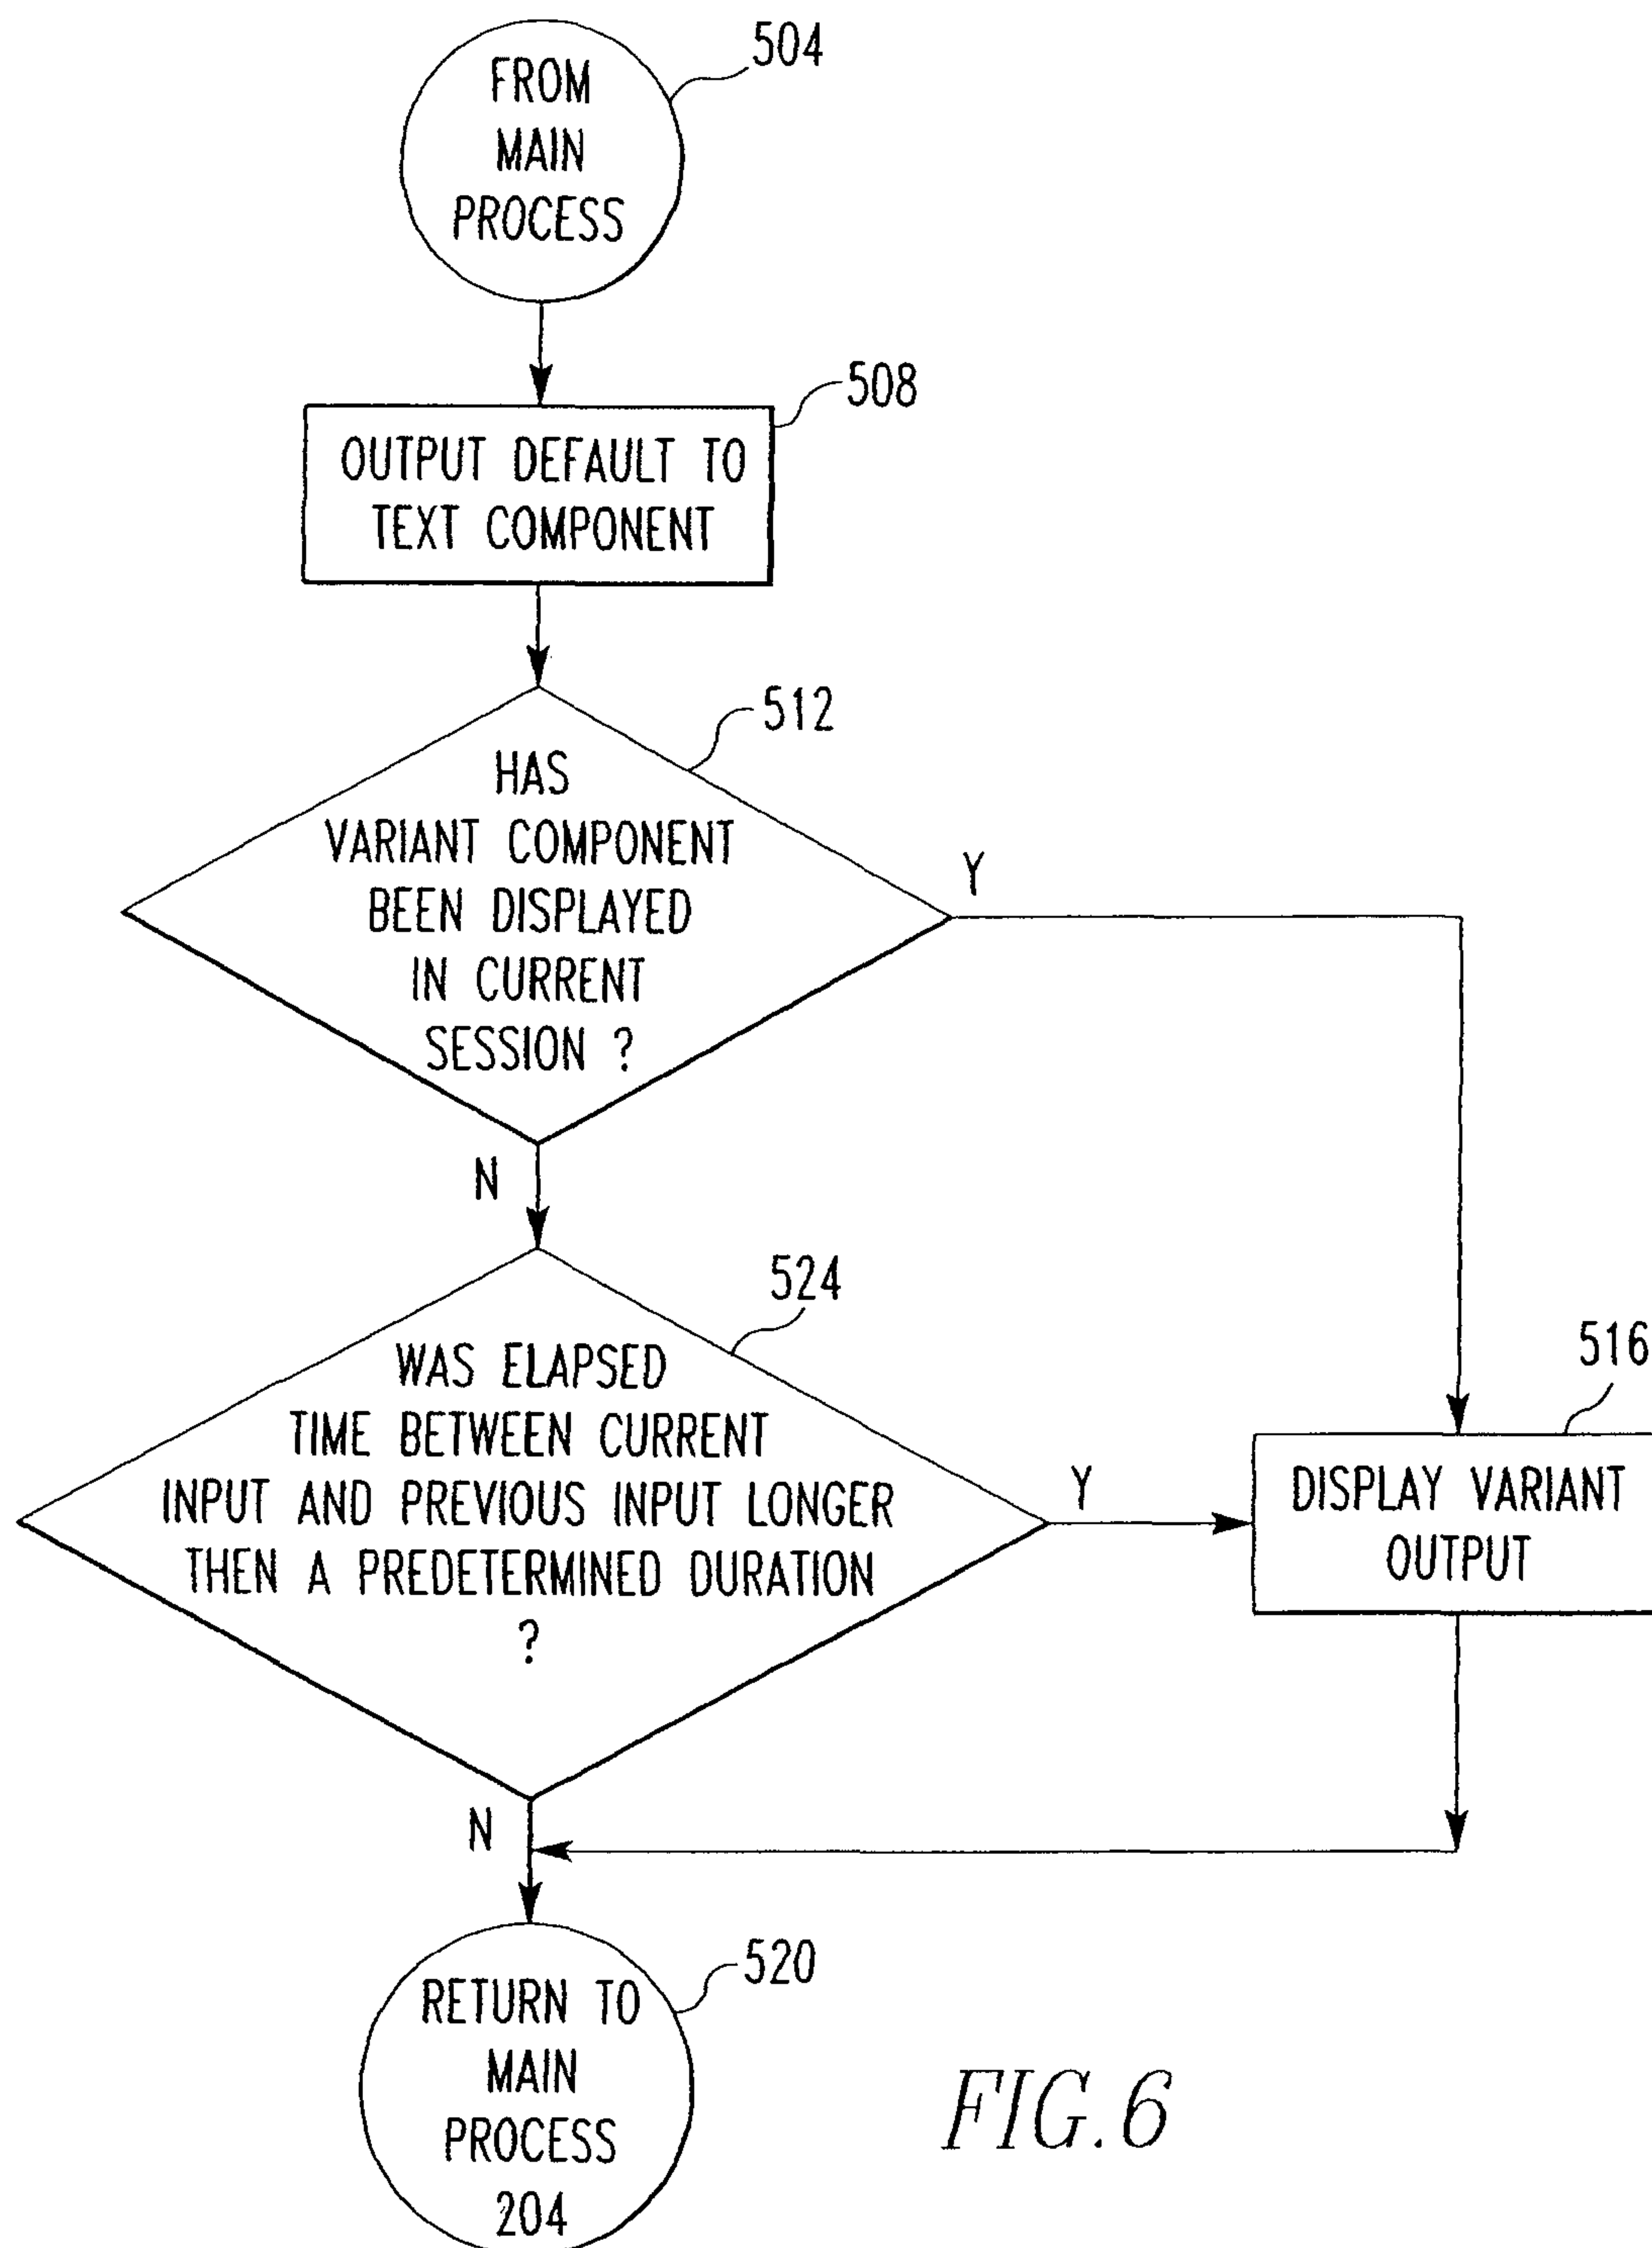 504
FROM
MAIN
PROCESS
508
OUTPUT DEFAULT TO
TEXT COMPONENT
512
HAS
VARIANT COMPONENT
BEEN DISPLAYED
IN CURRENT
SESSION ?
Y
N
524
WAS ELAPSED
TIME BETWEEN CURRENT
INPUT AND PREVIOUS INPUT LONGER
THEN A PREDETERMINED DURATION
?
Y
516
DISPLAY VARIANT
OUTPUT
N
520
RETURN TO
MAIN
PROCESS
204
FIG. 6